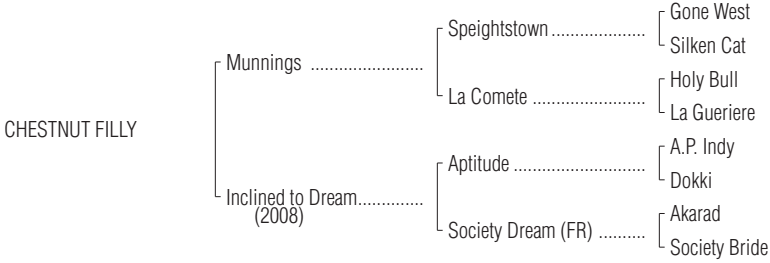 Gone West
Speightstown ......................
Silken Cat
Munnings ..........................
Holy Bull
La Comete ..........................
La Gueriere
CHESTNUT FILLY
A.P. Indy
Aptitude ..............................
Dokki
Inclined to Dream...............
(2008)
Akarad
Society Dream (FR) ..........
Society Bride